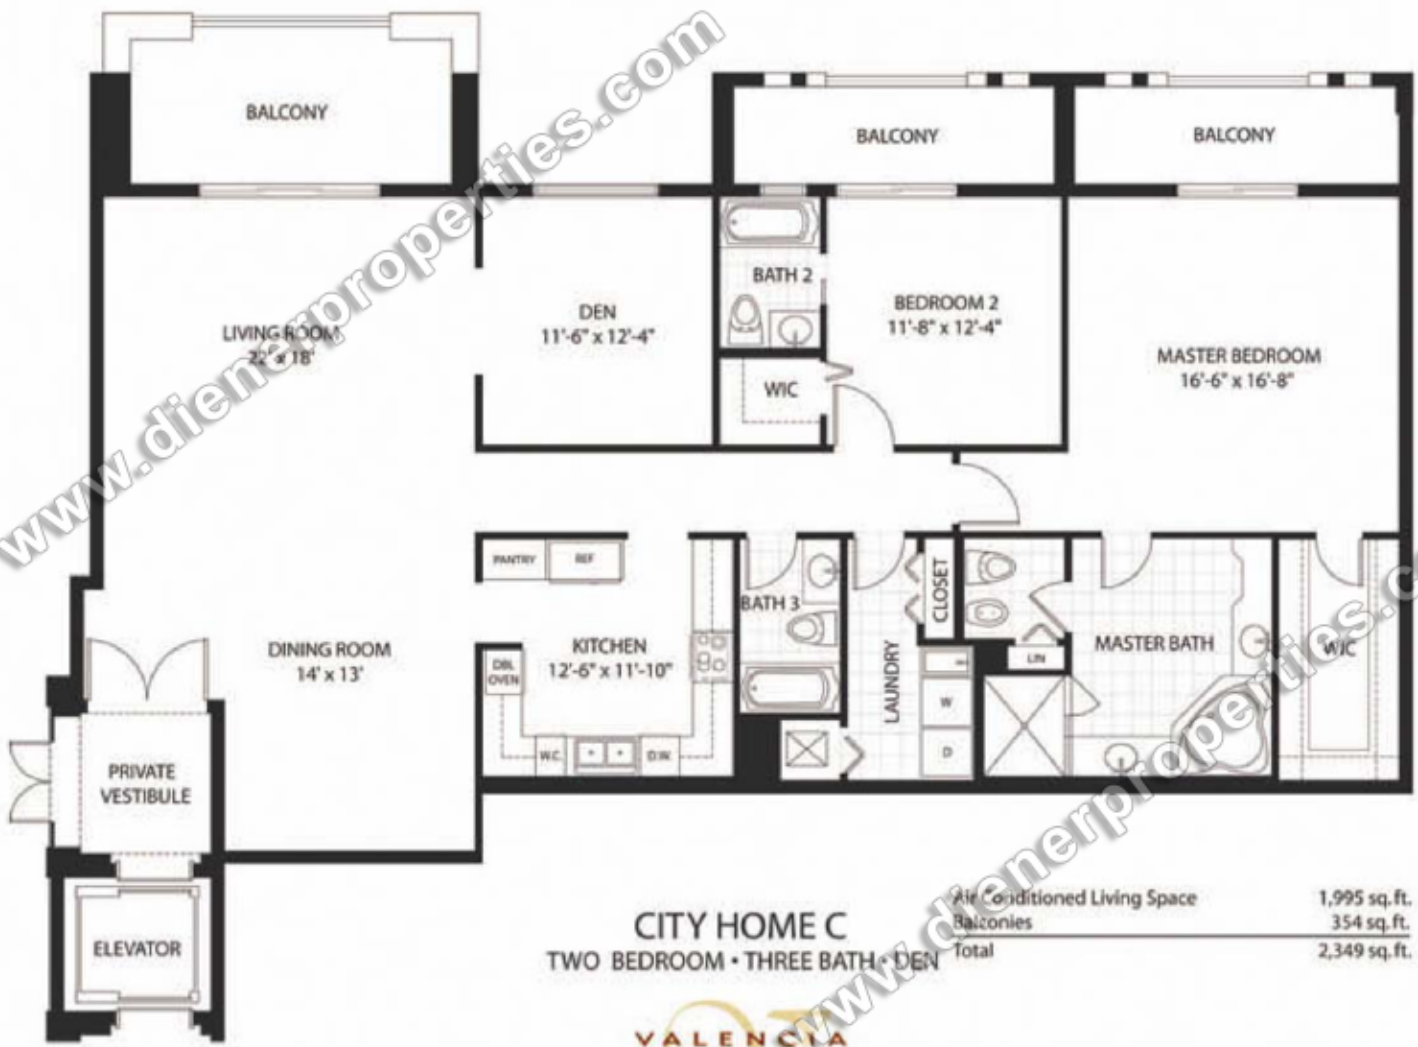 BALCONY
BALCONY
BALCONY
LIVING ROOM
22' x 18'
DEN
11'-6" x 12'-4"
BATH 2
WIC
BEDROOM 2
11'-8" x 12'-4"
MASTER BEDROOM
16'-6" x 16'-8"
DINING ROOM
14' x 13'
PANTRY
REF
KITCHEN
12'-6" x 11'-10"
DBL
OVEN
W.C
D.W.
BATH 3
LAUNDRY
CLOSET
W
D
LIN
MASTER BATH
WIC
PRIVATE
VESTIBULE
ELEVATOR
CITY HOME C
TWO BEDROOM • THREE BATH • DEN
Air Conditioned Living Space 1,995 sq. ft.
Balconies 354 sq. ft.
Total 2,349 sq. ft.
VALENCIA
www.dienerproperties.com
www.dienerproperties.c